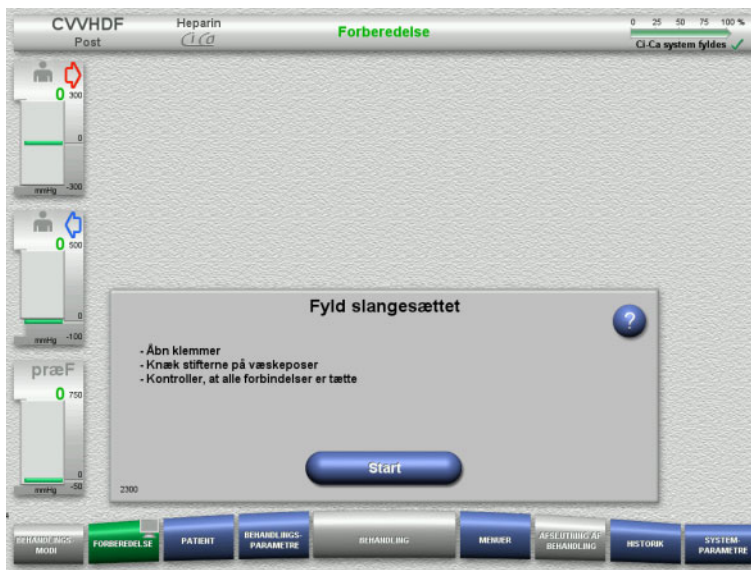 CVVHDF
Post
Heparin
Ci Ca
Forberedelse
0 25 50 75 100 %
Ci-Ca system fyldes
0
300
0
-300
mmHg
0
500
0
-100
mmHg
præF
0
750
0
-50
mmHg
Fyld slangesættet
?
- Åbn klemmer
- Knæk stifterne på væskeposer
- Kontroller, at alle forbindelser er tætte
Start
2300
BEHANDLINGS-
MODI
FORBEREDELSE
PATIENT
BEHANDLINGS-
PARAMETRE
BEHANDLING
MENUER
AFSLUTNING AF
BEHANDLING
HISTORIK
SYSTEM-
PARAMETRE